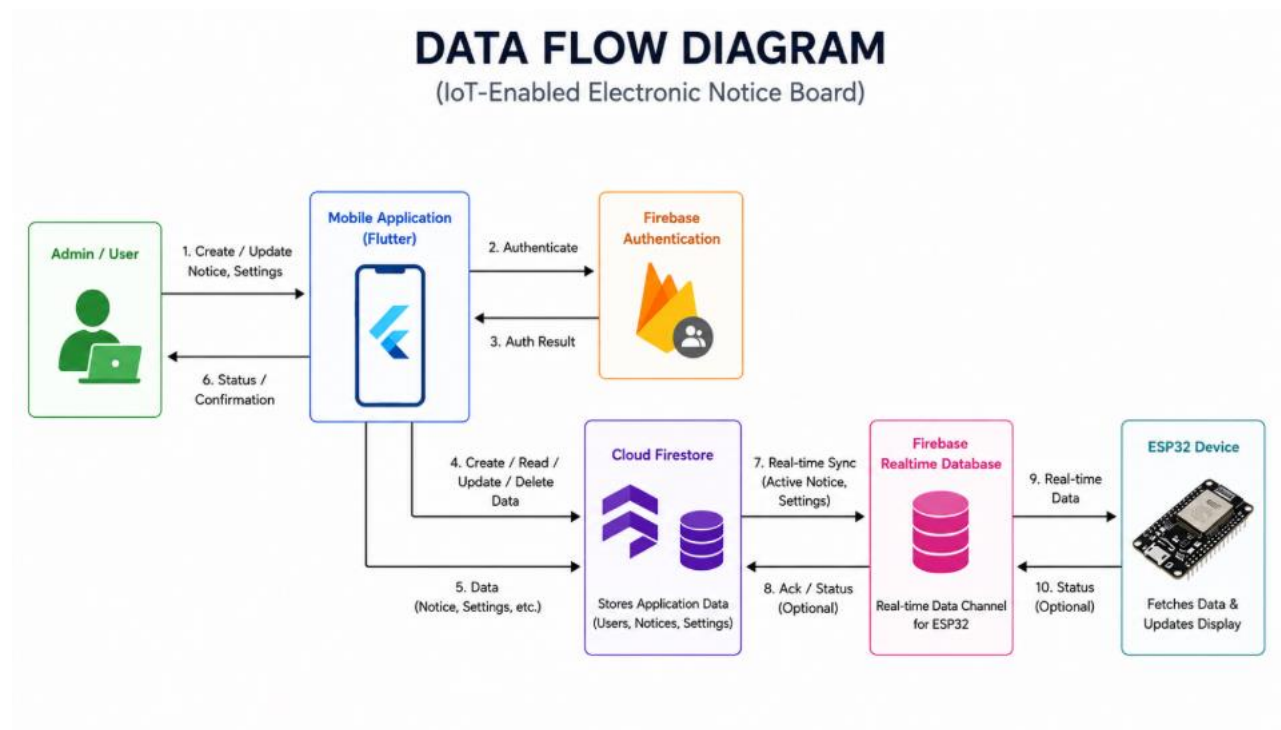 DATA FLOW DIAGRAM
(IoT-Enabled Electronic Notice Board)
Admin / User
1. Create / Update
Notice, Settings
6. Status /
Confirmation
Mobile Application
(Flutter)
2. Authenticate
3. Auth Result
Firebase
Authentication
4. Create / Read /
Update / Delete
Data
5. Data
(Notice, Settings, etc.)
Cloud Firestore
Stores Application Data
(Users, Notices, Settings)
7. Real-time Sync
(Active Notice,
Settings)
8. Ack / Status
(Optional)
Firebase
Realtime Database
Real-time Data Channel
for ESP32
9. Real-time
Data
10. Status
(Optional)
ESP32 Device
Fetches Data &
Updates Display